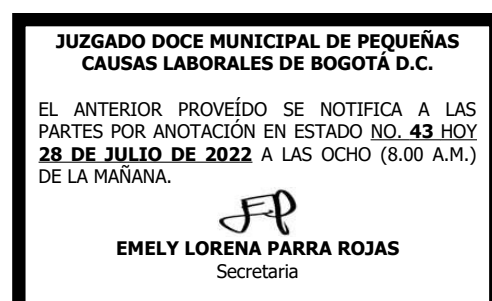 JUZGADO DOCE MUNICIPAL DE PEQUEÑAS
CAUSAS LABORALES DE BOGOTÁ D.C.
EL ANTERIOR PROVEÍDO SE NOTIFICA A LAS
PARTES POR ANOTACIÓN EN ESTADO NO. 43 HOY
28 DE JULIO DE 2022 A LAS OCHO (8.00 A.M.)
DE LA MAÑANA.
EMELY LORENA PARRA ROJAS
Secretaria